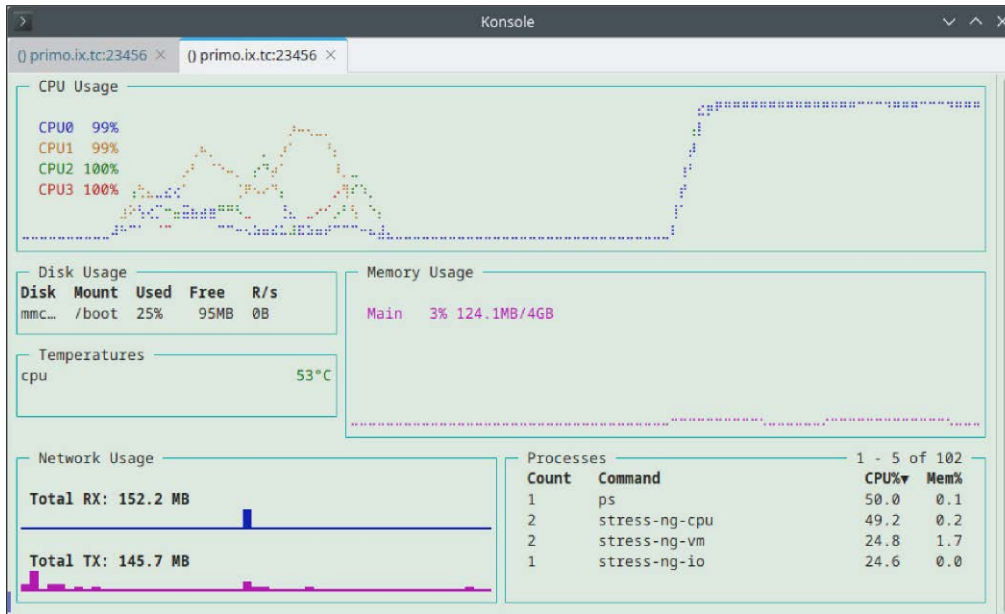 Konsole
() primo.ix.tc:23456
() primo.ix.tc:23456
CPU Usage
CPU0 99%
CPU1 99%
CPU2 100%
CPU3 100%
Disk Usage
Disk Mount Used Free R/s
mmc… /boot 25% 95MB 0B
Temperatures
cpu 53°C
Memory Usage
Main 3% 124.1MB/4GB
Network Usage
Total RX: 152.2 MB
Total TX: 145.7 MB
Processes 1 - 5 of 102
Count Command CPU%▼ Mem%
1 ps 50.0 0.1
2 stress-ng-cpu 49.2 0.2
2 stress-ng-vm 24.8 1.7
1 stress-ng-io 24.6 0.0